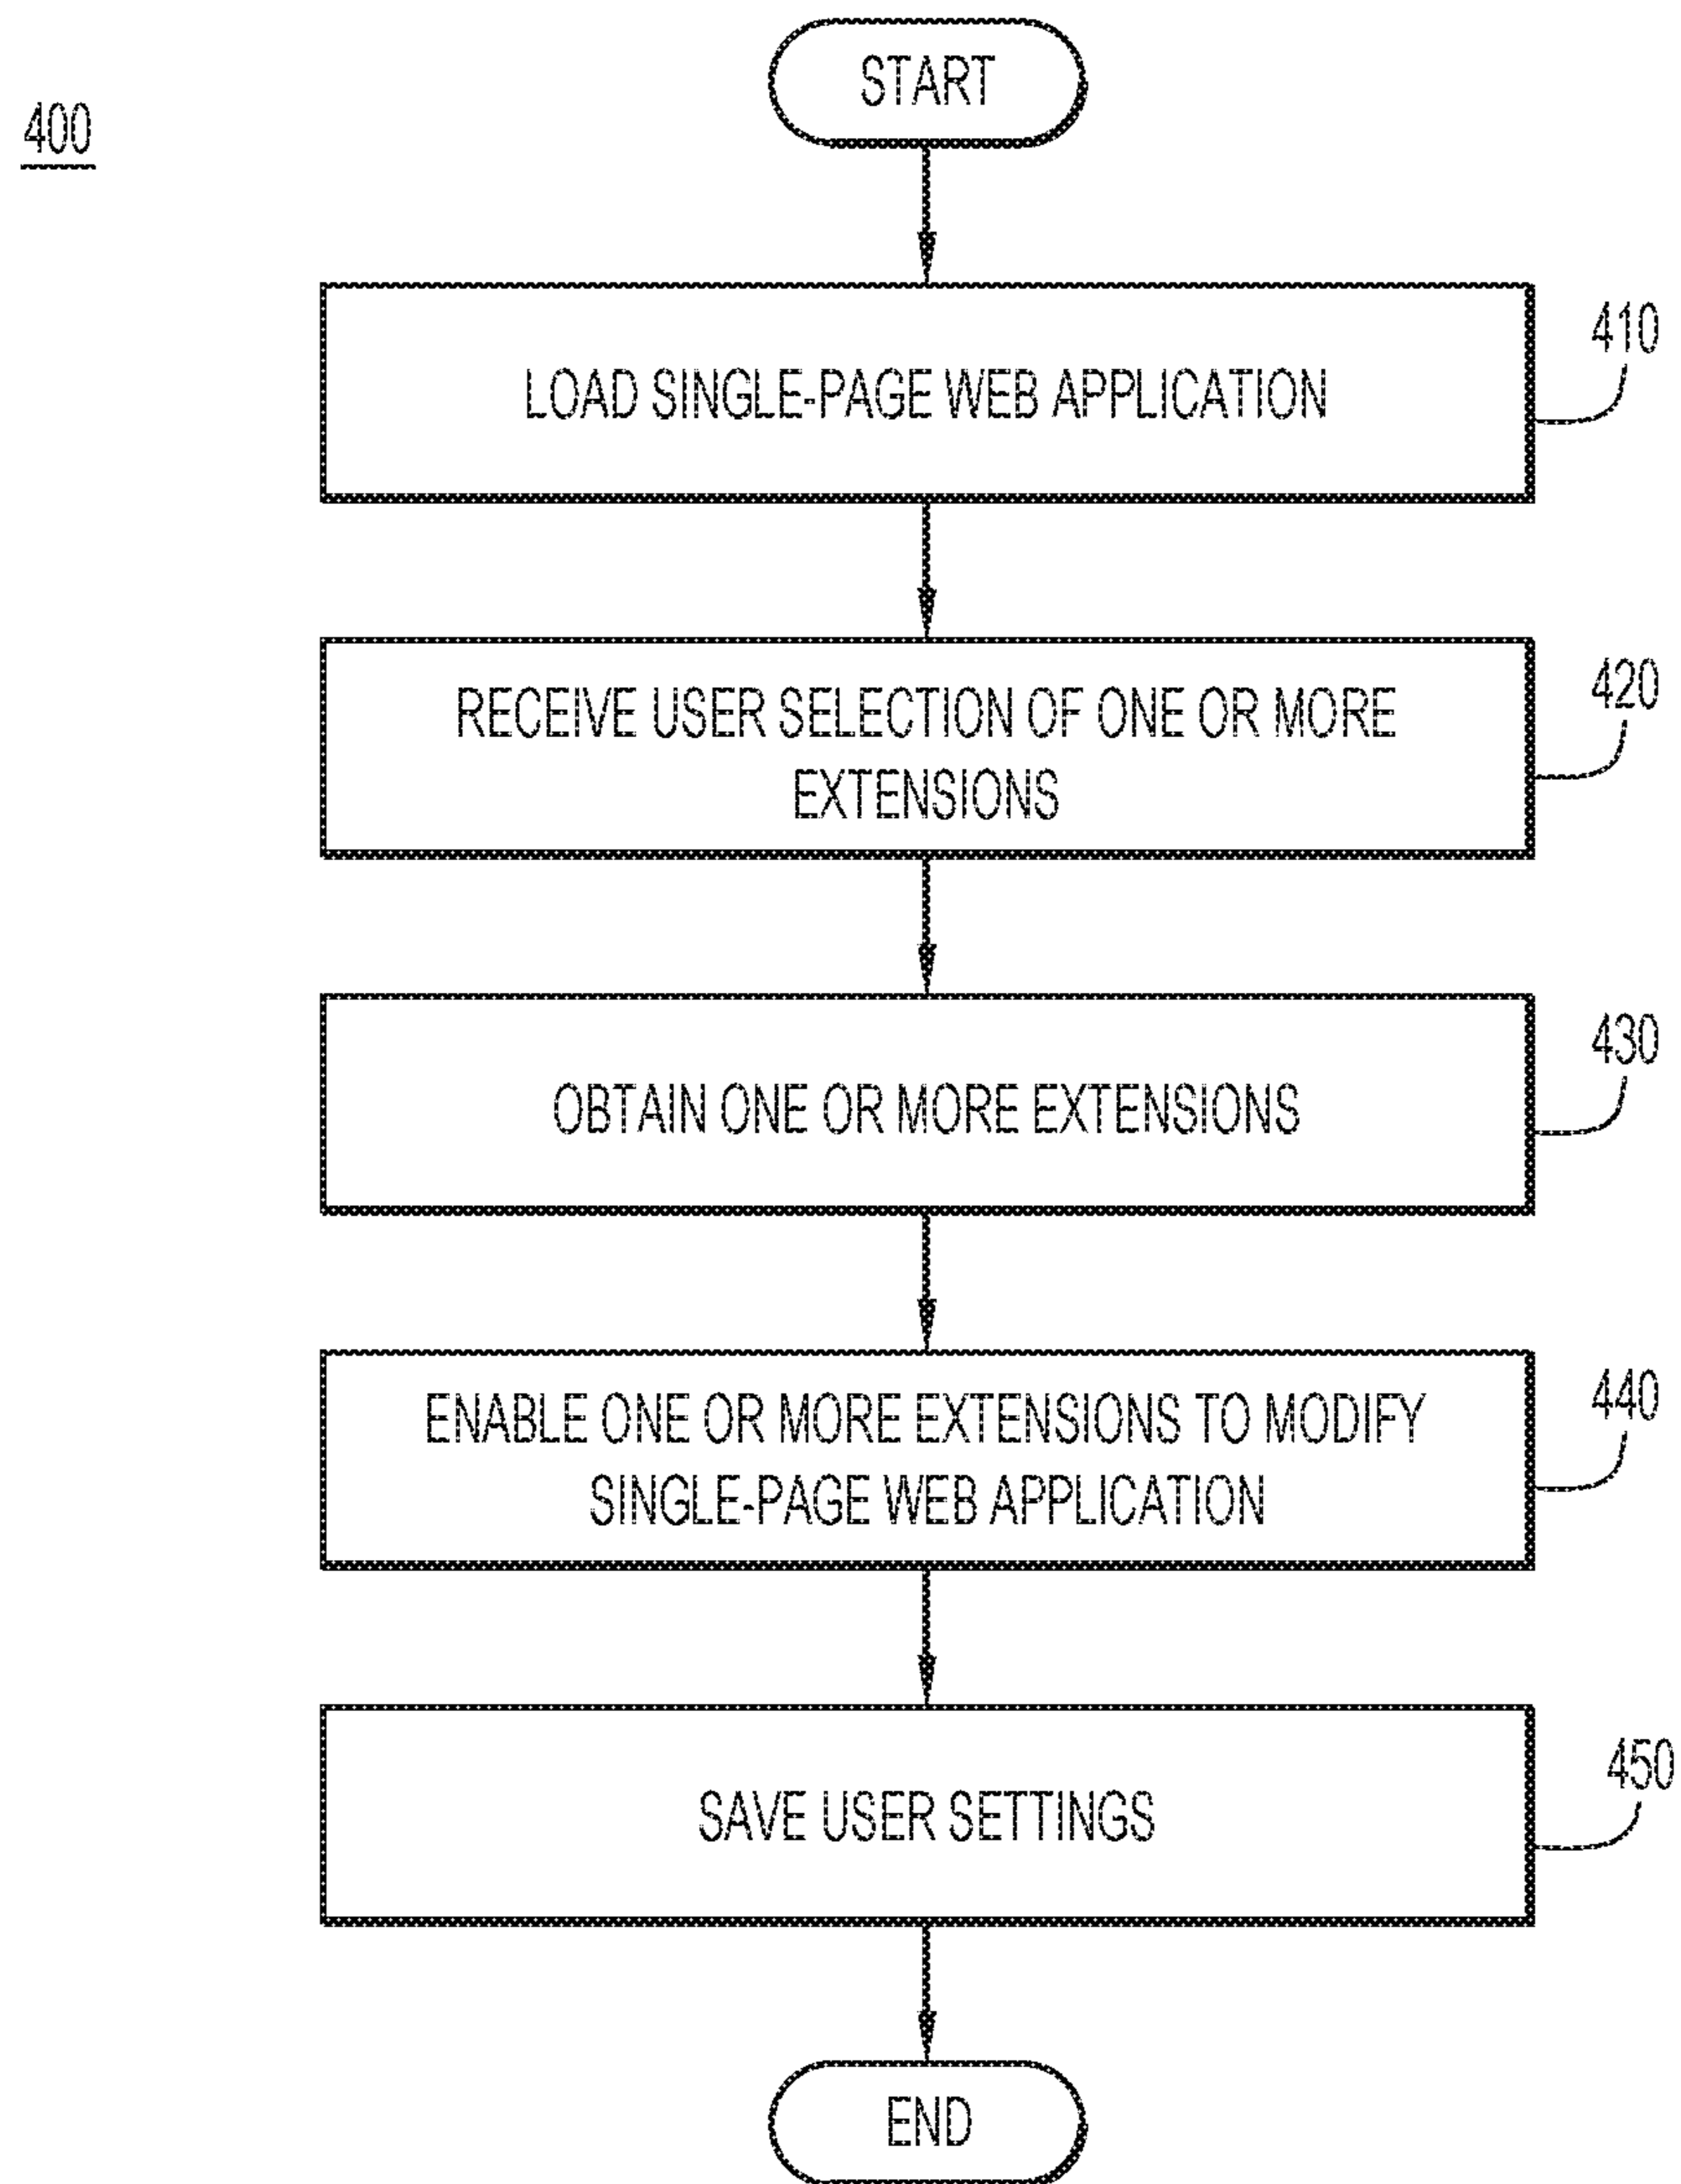 400
START
LOAD SINGLE-PAGE WEB APPLICATION
410
RECEIVE USER SELECTION OF ONE OR MORE
EXTENSIONS
420
OBTAIN ONE OR MORE EXTENSIONS
430
ENABLE ONE OR MORE EXTENSIONS TO MODIFY
SINGLE-PAGE WEB APPLICATION
440
SAVE USER SETTINGS
450
END